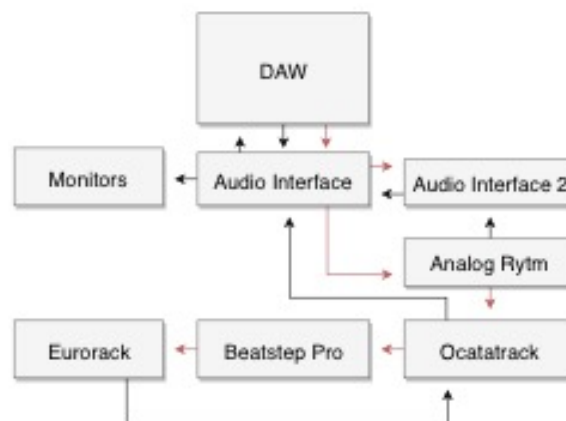 DAW
Monitors
Audio Interface
Audio Interface 2
Analog Rytm
Eurorack
Beatstep Pro
Ocatatrack